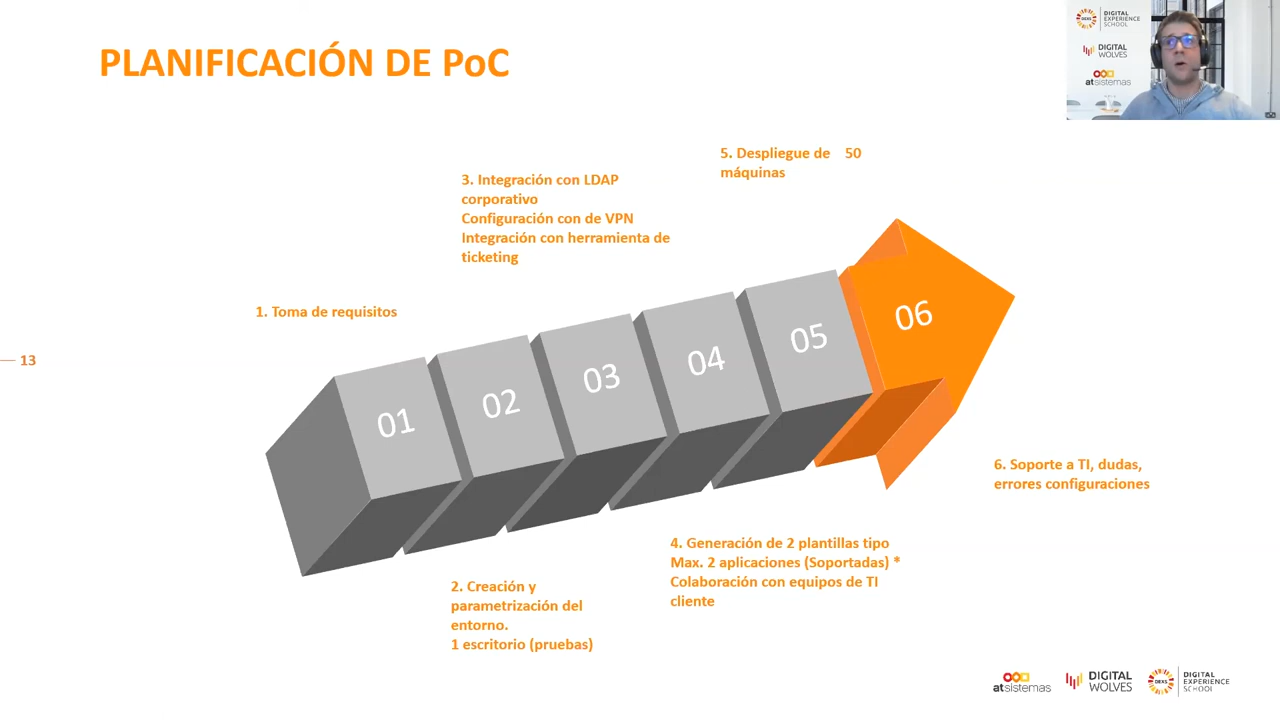 PLANIFICACIÓN DE PoC
DIGITAL
EXPERIENCE
SCHOOL
DIGITAL
WOLVES
atsistemas
5. Despliegue de 50
máquinas
3. Integración con LDAP
corporativo
Configuración con de VPN
Integración con herramienta de
ticketing
1. Toma de requisitos
13
01
02
03
04
05
06
6. Soporte a TI, dudas,
errores configuraciones
4. Generación de 2 plantillas tipo
Max. 2 aplicaciones (Soportadas) *
Colaboración con equipos de TI
cliente
2. Creación y
parametrización del
entorno.
1 escritorio (pruebas)
atsistemas
DIGITAL
WOLVES
DEXS
DIGITAL
EXPERIENCE
SCHOOL